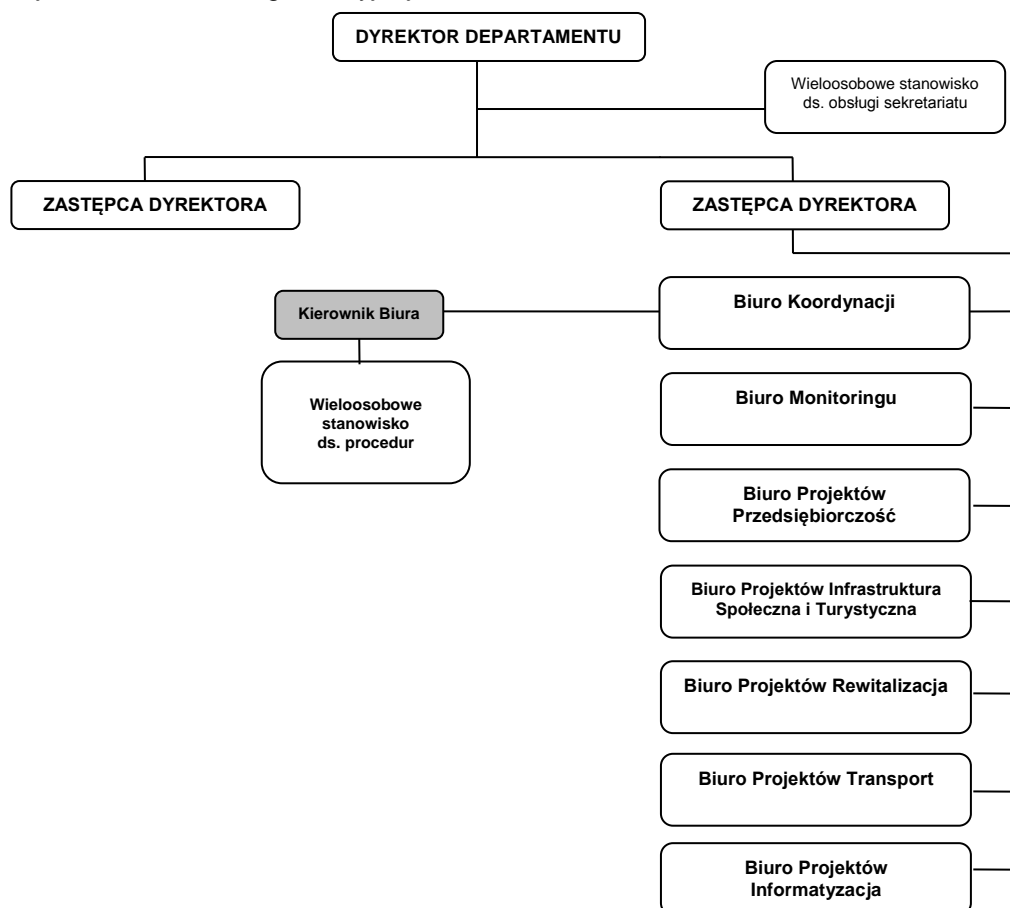 DYREKTOR DEPARTAMENTU
Wieloosobowe stanowisko
ds. obsługi sekretariatu
ZASTĘPCA DYREKTORA
ZASTĘPCA DYREKTORA
Biuro Koordynacji
Kierownik Biura
Wieloosobowe
stanowisko
ds. procedur
Biuro Monitoringu
Biuro Projektów
Przedsiębiorczość
Biuro Projektów Infrastruktura
Społeczna i Turystyczna
Biuro Projektów Rewitalizacja
Biuro Projektów Transport
Biuro Projektów
Informatyzacja